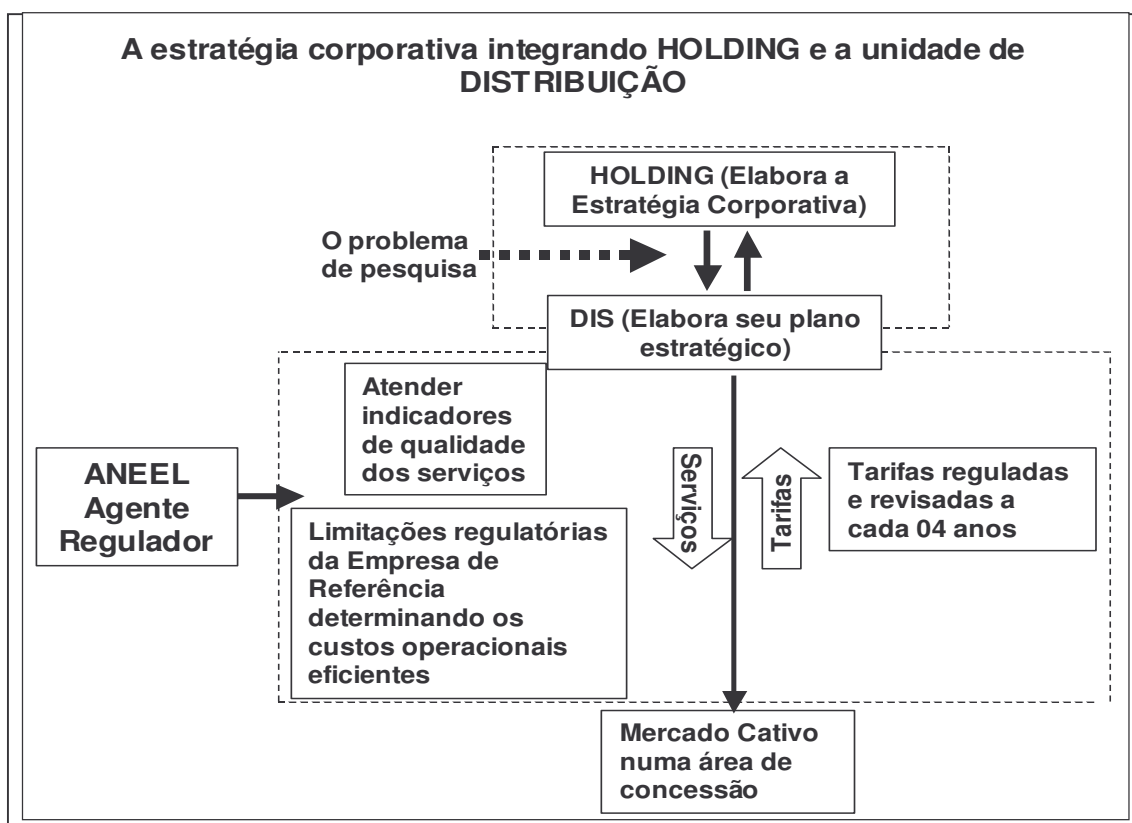 A estratégia corporativa integrando HOLDING e a unidade de
DISTRIBUIÇÃO
HOLDING (Elabora a
Estratégia Corporativa)
O problema
de pesquisa
DIS (Elabora seu plano
estratégico)
Atender
indicadores
de qualidade
dos serviços
ANEEL
Agente
Regulador
Limitações regulatórias
da Empresa de
Referência
determinando os
custos operacionais
eficientes
Serviços
Tarifas
Tarifas reguladas
e revisadas a
cada 04 anos
Mercado Cativo
numa área de
concessão